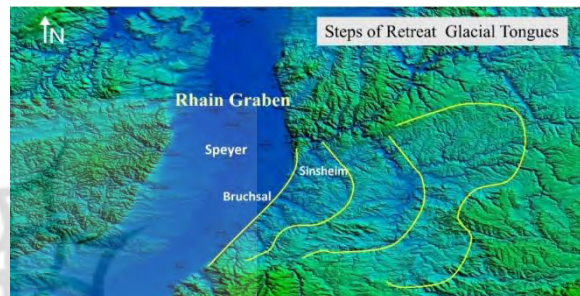 N
Steps of Retreat Glacial Tongues
Rhain Graben
Speyer
Sinsheim
Bruchsal